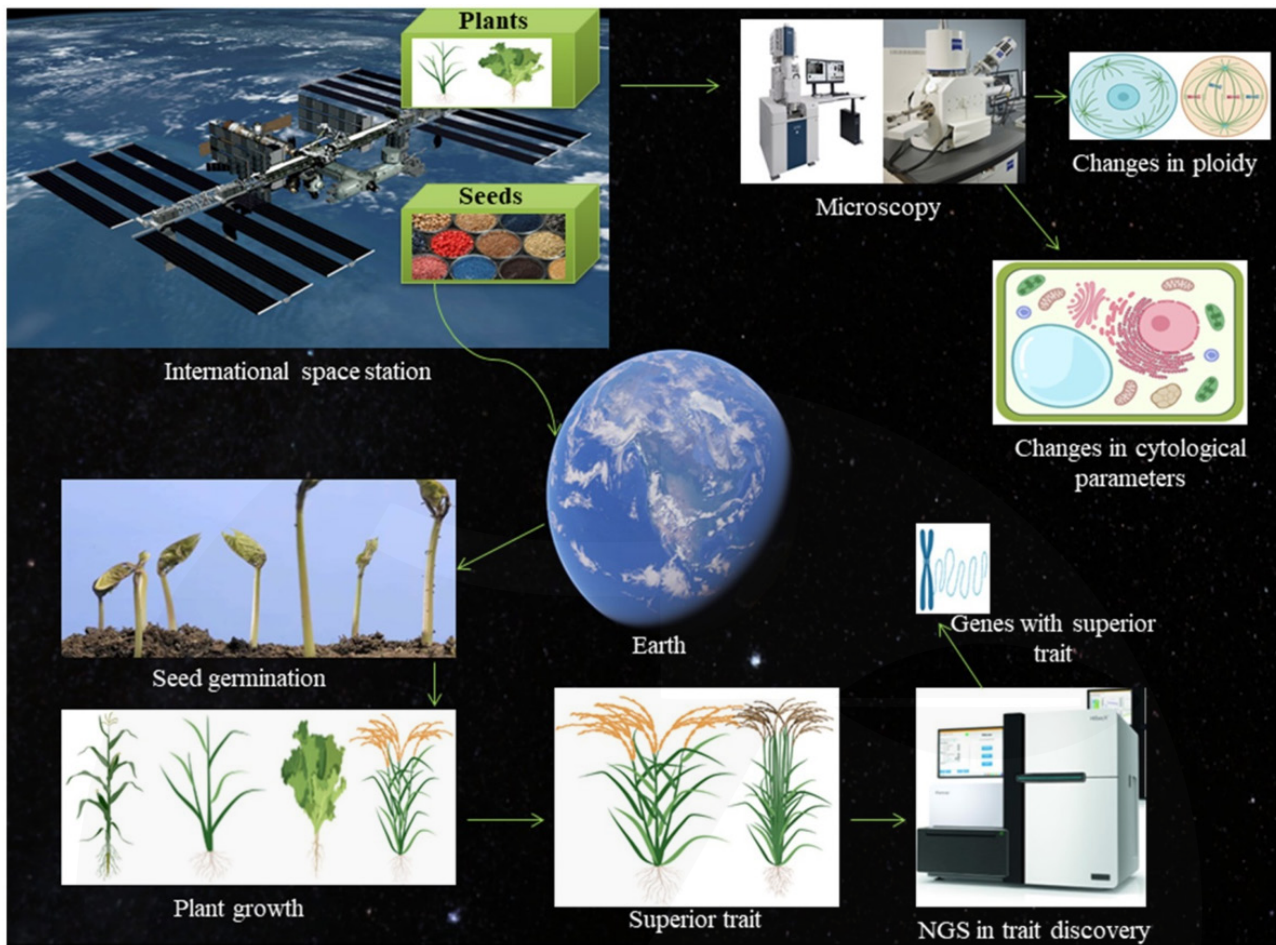 Plants
Seeds
International space station
Microscopy
Changes in ploidy
Changes in cytological
parameters
Earth
Seed germination
Genes with superior
trait
Plant growth
Superior trait
NGS in trait discovery